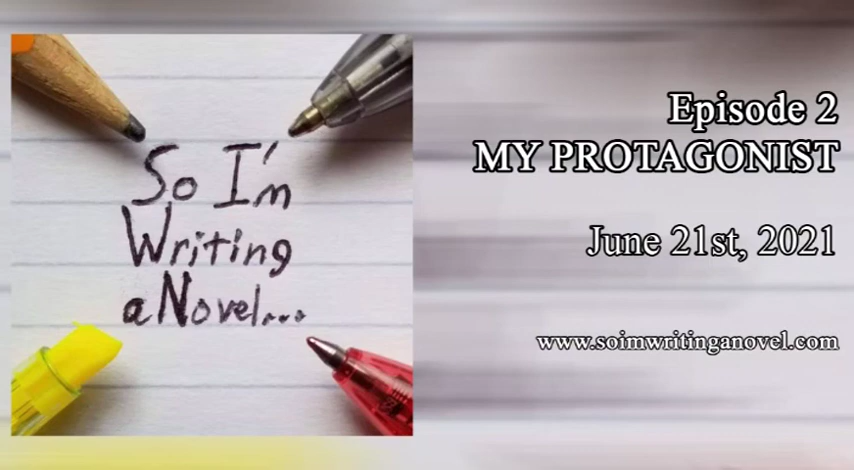 So I'm
Writing
a Novel...
Episode 2
MY PROTAGONIST
June 21st, 2021
www.soimwritinganovel.com